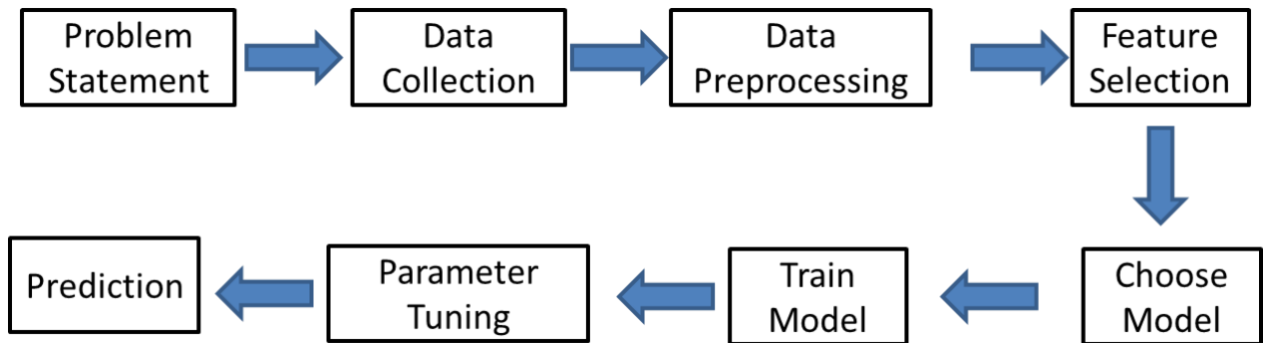 Problem
Statement
Data
Collection
Data
Preprocessing
Feature
Selection
Choose
Model
Train
Model
Parameter
Tuning
Prediction